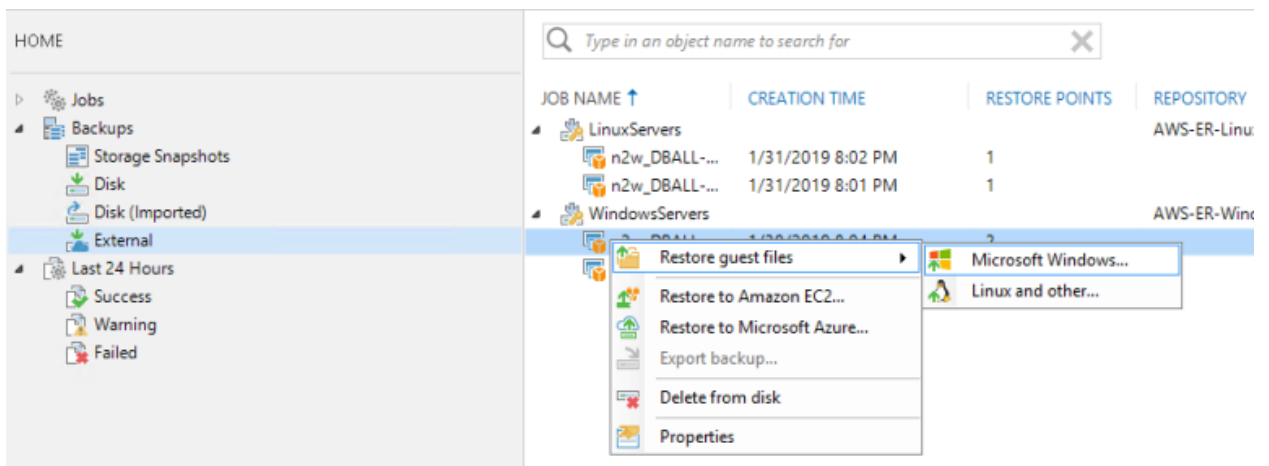 HOME
Type in an object name to search for
Jobs
Backups
Storage Snapshots
Disk
Disk (Imported)
External
Last 24 Hours
Success
Warning
Failed
JOB NAME CREATION TIME RESTORE POINTS REPOSITORY
LinuxServers AWS-ER-Linu
n2w_DBALL-... 1/31/2019 8:02 PM 1
n2w_DBALL-... 1/31/2019 8:01 PM 1
WindowsServers AWS-ER-Wind
Restore guest files
Restore to Amazon EC2...
Restore to Microsoft Azure...
Export backup...
Delete from disk
Properties
Microsoft Windows...
Linux and other...